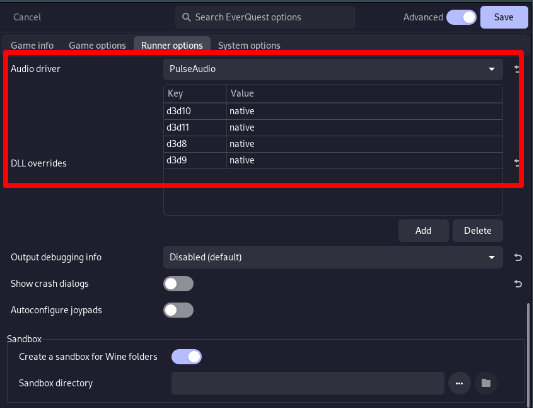 Cancel
Search EverQuest options
Advanced
Save
Game info
Game options
Runner options
System options
Audio driver
PulseAudio
Key Value
d3d10 native
d3d11 native
d3d8 native
DLL overrides
d3d9 native
Add
Delete
Output debugging info
Disabled (default)
Show crash dialogs
Autoconfigure joypads
Sandbox
Create a sandbox for Wine folders
Sandbox directory
...